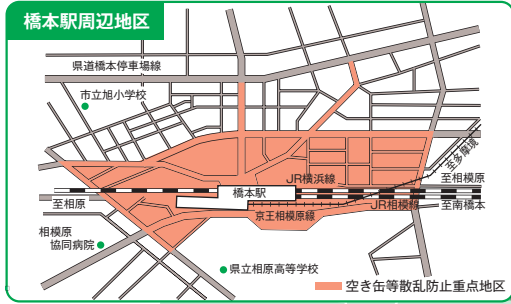 橋本駅周辺地区
県道橋本停車場線
市立旭小学校
至多摩境
JR横浜線
至相模原
橋本駅
至相原
JR相模線
至南橋本
京王相模原線
相模原
協同病院
県立相原高等学校
空き缶等散乱防止重点地区